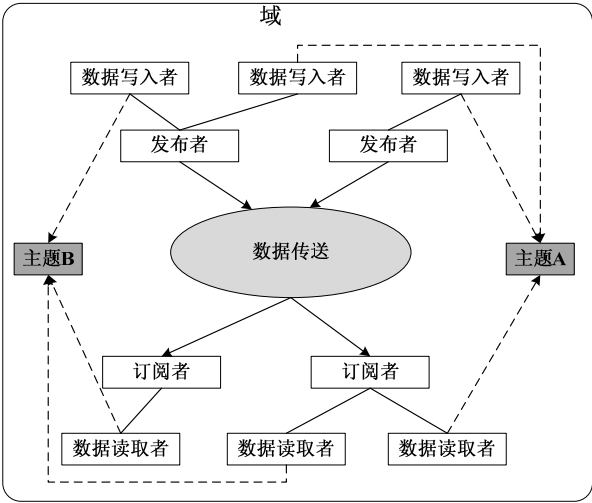 域
数据写入者
数据写入者
数据写入者
发布者
发布者
主题B
数据传送
主题A
订阅者
订阅者
数据读取者
数据读取者
数据读取者